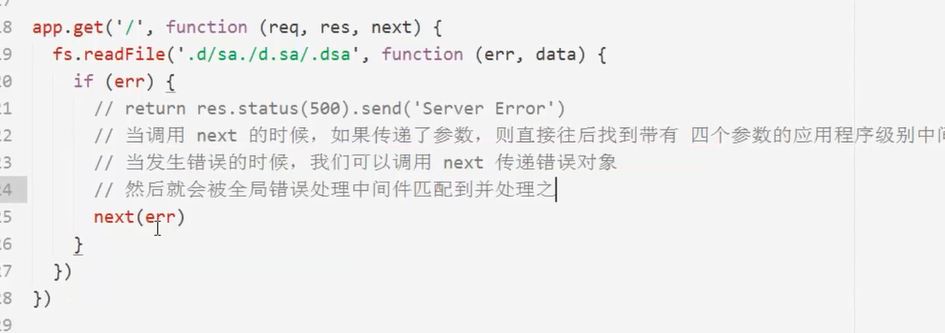 18 app.get('/', function (req, res, next) {
19 fs.readFile('.d/sa./d.sa/.dsa', function (err, data) {
20 if (err) {
21 // return res.status(500).send('Server Error')
22 // 当调用 next 的时候，如果传递了参数，则直接往后找到带有 四个参数的应用程序级别中
23 // 当发生错误的时候，我们可以调用 next 传递错误对象
24 // 然后就会被全局错误处理中间件匹配到并处理之
25 next(err)
26 }
27 })
28 })
29